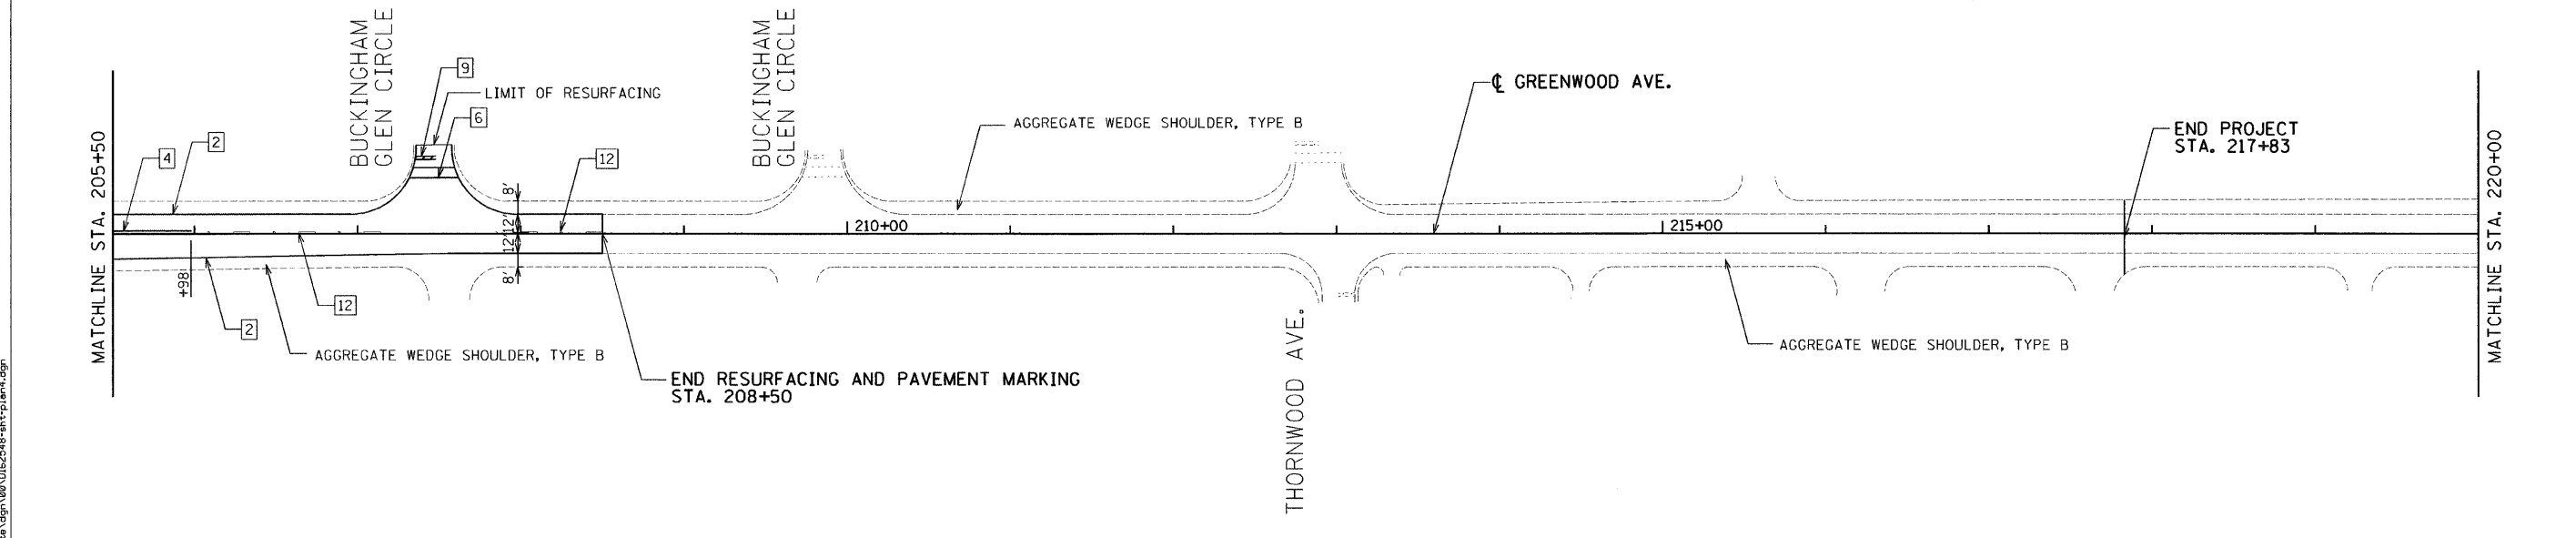 BUCKINGHAM
GLEN CIRCLE
BUCKINGHAM
GLEN CIRCLE
9
LIMIT OF RESURFACING
6
℄ GREENWOOD AVE.
AGGREGATE WEDGE SHOULDER, TYPE B
END PROJECT
STA. 217+83
2
4
12
MATCHLINE STA. 205+50
MATCHLINE STA. 220+00
8'
12'
12'
8'
210+00
215+00
+98
12
2
AGGREGATE WEDGE SHOULDER, TYPE B
AGGREGATE WEDGE SHOULDER, TYPE B
END RESURFACING AND PAVEMENT MARKING
STA. 208+50
THORNWOOD AVE.